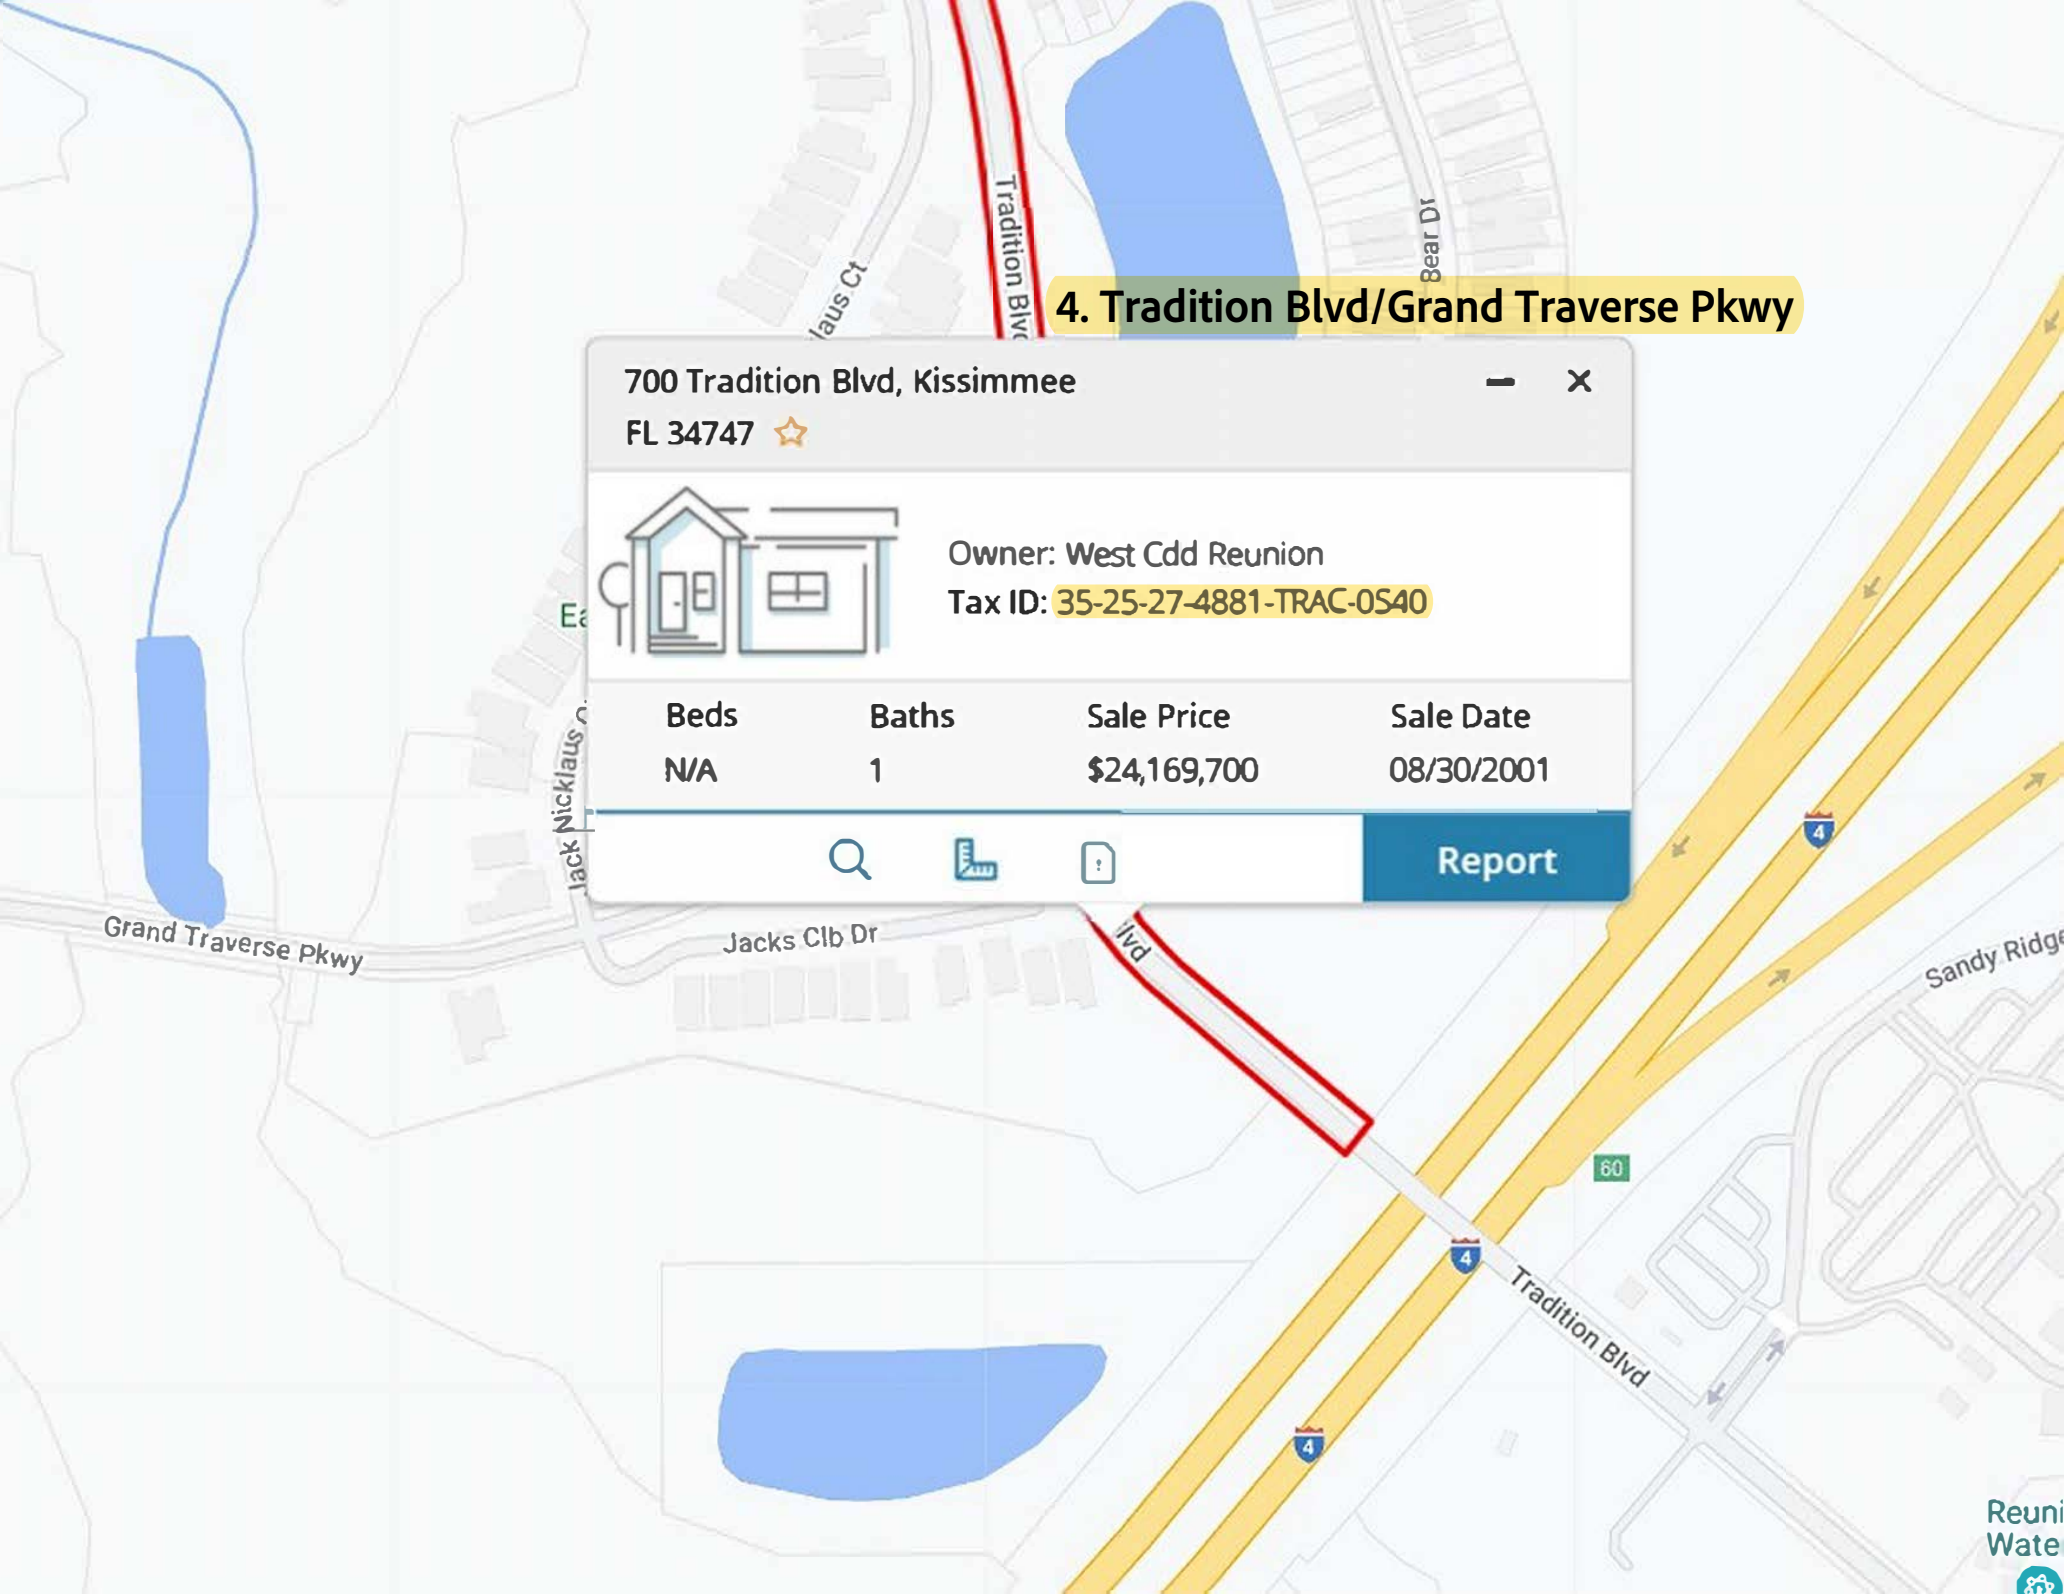 Tradition Blvd
Bear Dr
4. Tradition Blvd/Grand Traverse Pkwy
laus Ct
700 Tradition Blvd, Kissimmee
FL 34747
Owner: West Cdd Reunion
Tax ID: 35-25-27-4881-TRAC-0S40
Ea
Beds Baths Sale Price Sale Date
N/A 1 $24,169,700 08/30/2001
Jack Nicklaus
4
Report
Grand Traverse Pkwy
Jacks Clb Dr
lvd
Sandy Ridge
60
4
Tradition Blvd
4
Reuni
Wate